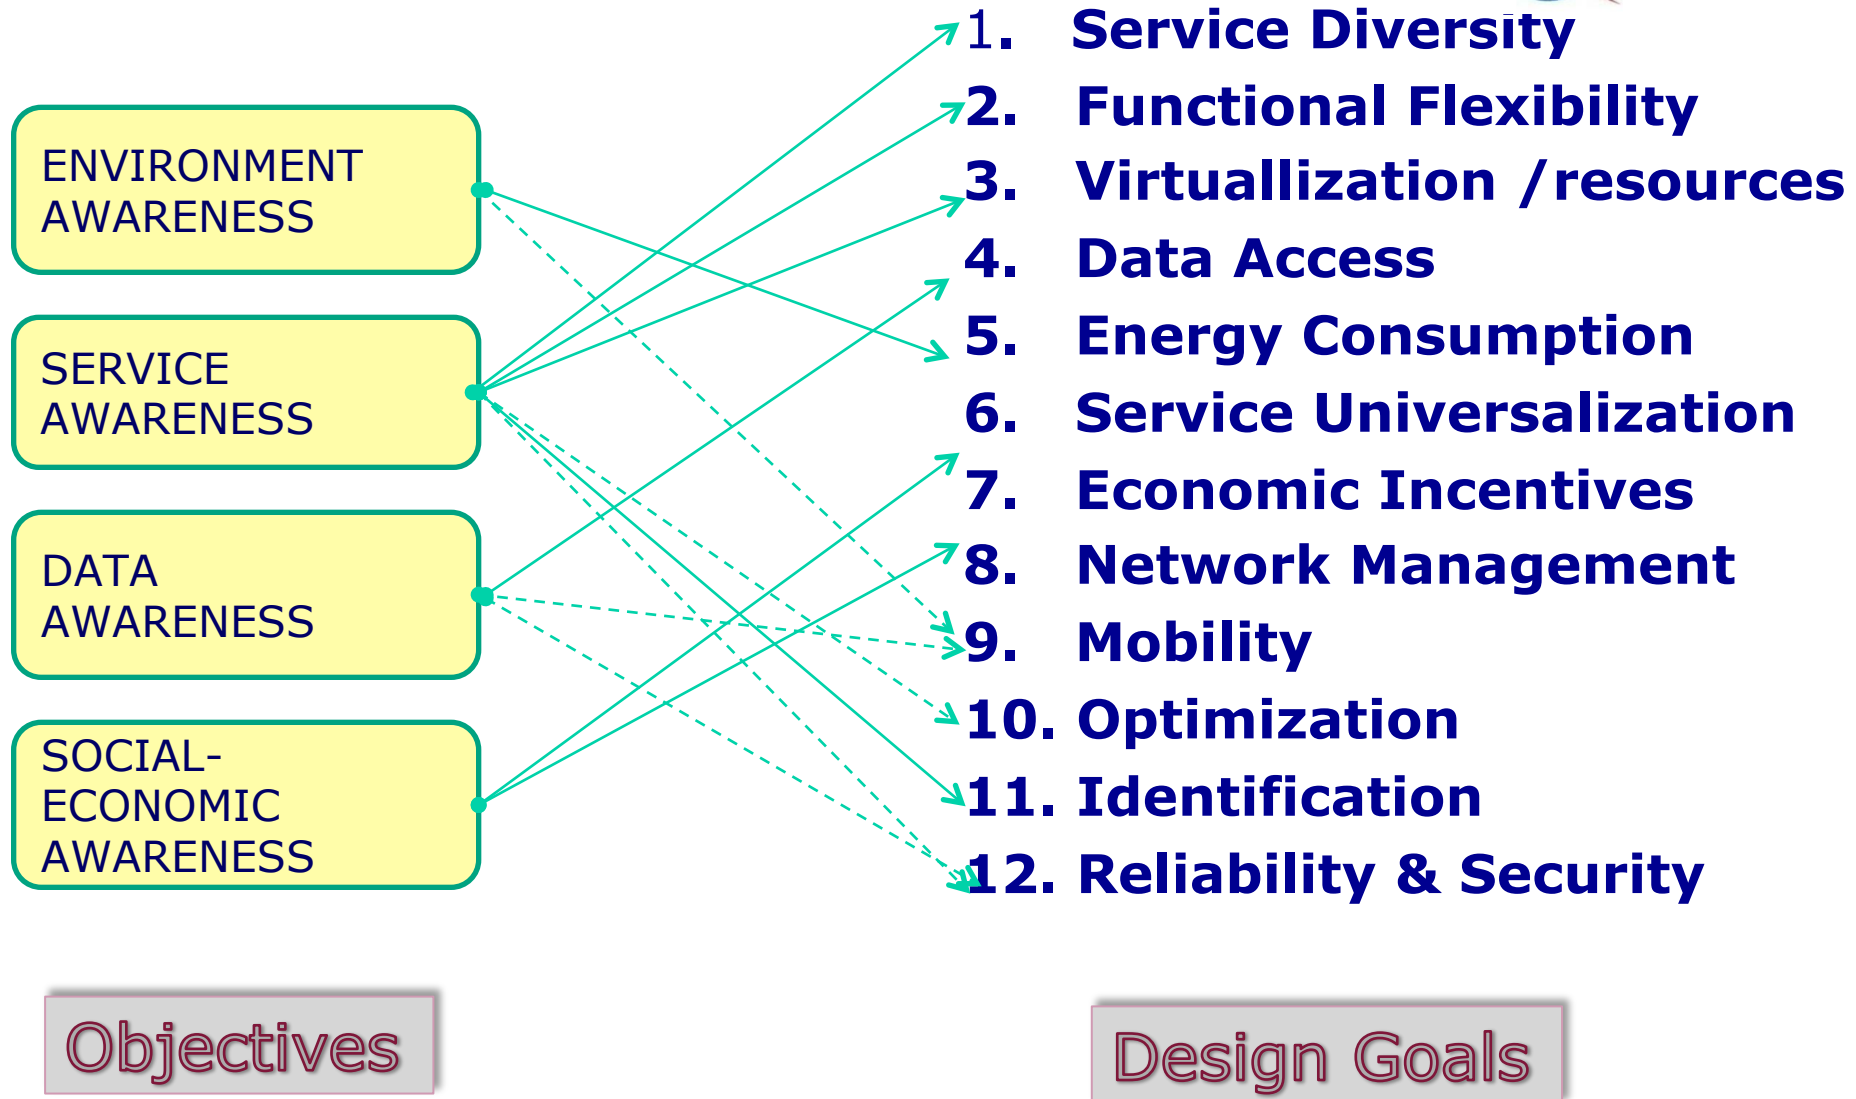 ENVIRONMENT
AWARENESS
SERVICE
AWARENESS
DATA
AWARENESS
SOCIAL-
ECONOMIC
AWARENESS
Objectives
1. Service Diversity
2. Functional Flexibility
3. Virtuallization /resources
4. Data Access
5. Energy Consumption
6. Service Universalization
7. Economic Incentives
8. Network Management
9. Mobility
10. Optimization
11. Identification
12. Reliability & Security
Design Goals